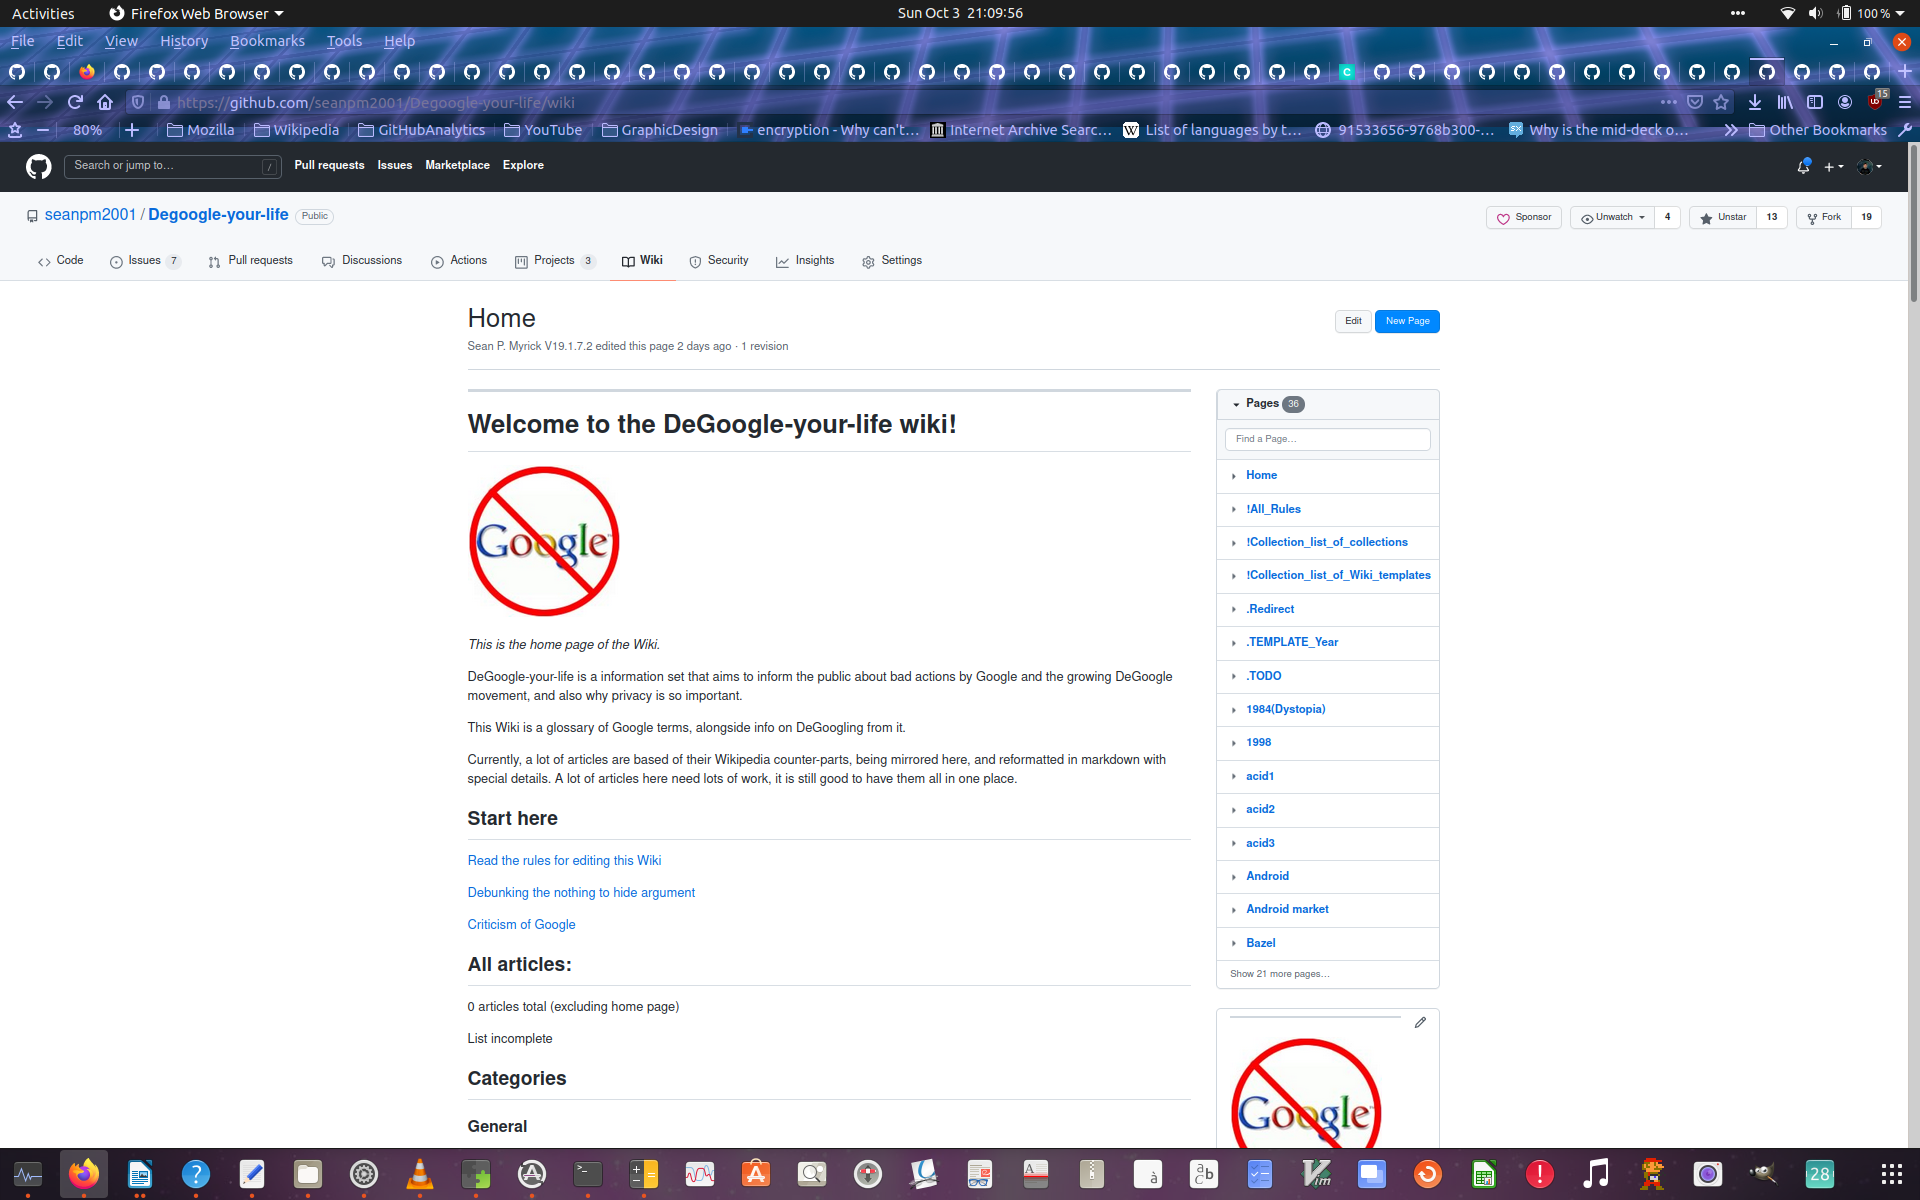 Activities Firefox Web Browser Sun Oct 3 21:09:56 100 %
File Edit View History Bookmarks Tools Help
https://github.com/seanpm2001/Degoogle-your-life/wiki 15
80% Mozilla Wikipedia GitHubAnalytics YouTube GraphicDesign encryption - Why can't… Internet Archive Searc… List of languages by t… 91533656-9768b300-… Why is the mid-deck o… Other Bookmarks
Search or jump to… / Pull requests Issues Marketplace Explore
seanpm2001 / Degoogle-your-life Public Sponsor Unwatch 4 Unstar 13 Fork 19
Code Issues 7 Pull requests Discussions Actions Projects 3 Wiki Security Insights Settings
Home Edit New Page
Sean P. Myrick V19.1.7.2 edited this page 2 days ago · 1 revision
Welcome to the DeGoogle-your-life wiki!
Google
This is the home page of the Wiki.
DeGoogle-your-life is a information set that aims to inform the public about bad actions by Google and the growing DeGoogle
movement, and also why privacy is so important.
This Wiki is a glossary of Google terms, alongside info on DeGoogling from it.
Currently, a lot of articles are based of their Wikipedia counter-parts, being mirrored here, and reformatted in markdown with
special details. A lot of articles here need lots of work, it is still good to have them all in one place.
Start here
Read the rules for editing this Wiki
Debunking the nothing to hide argument
Criticism of Google
All articles:
0 articles total (excluding home page)
List incomplete
Categories
General
Pages 36
Find a Page…
Home
!All_Rules
!Collection_list_of_collections
!Collection_list_of_Wiki_templates
.Redirect
.TEMPLATE_Year
.TODO
1984(Dystopia)
1998
acid1
acid2
acid3
Android
Android market
Bazel
Show 21 more pages…
Google
28